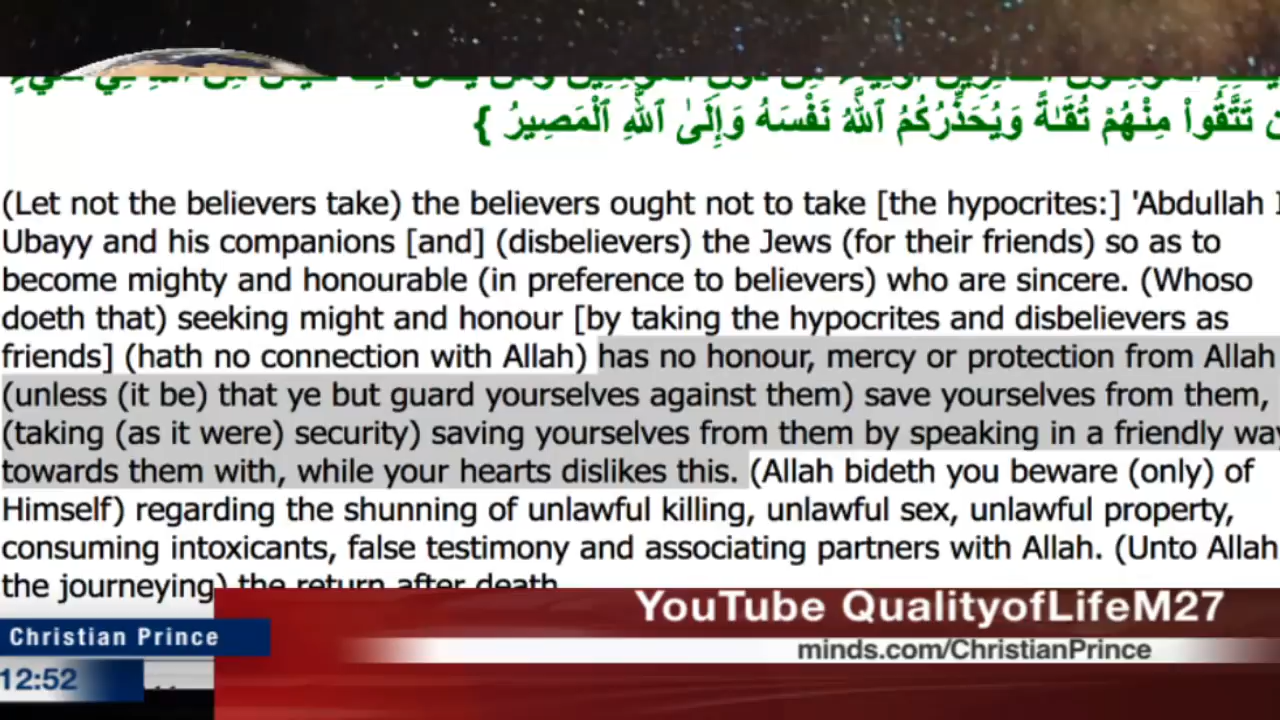 تَتَّقُواْ مِنْهُمْ تُقَـٰةً وَيُحَذِّرُكُمُ ٱللَّهُ نَفْسَهُ وَإِلَىٰ ٱللَّهِ ٱلْمَصِيرُ }
(Let not the believers take) the believers ought not to take [the hypocrites:] 'Abdullah
Ubayy and his companions [and] (disbelievers) the Jews (for their friends) so as to
become mighty and honourable (in preference to believers) who are sincere. (Whoso
doeth that) seeking might and honour [by taking the hypocrites and disbelievers as
friends] (hath no connection with Allah) has no honour, mercy or protection from Allah
(unless (it be) that ye but guard yourselves against them) save yourselves from them,
(taking (as it were) security) saving yourselves from them by speaking in a friendly way
towards them with, while your hearts dislikes this. (Allah bideth you beware (only) of
Himself) regarding the shunning of unlawful killing, unlawful sex, unlawful property,
consuming intoxicants, false testimony and associating partners with Allah. (Unto Allah
the journeying) the return after death
YouTube QualityofLifeM27
Christian Prince
minds.com/ChristianPrince
12:52